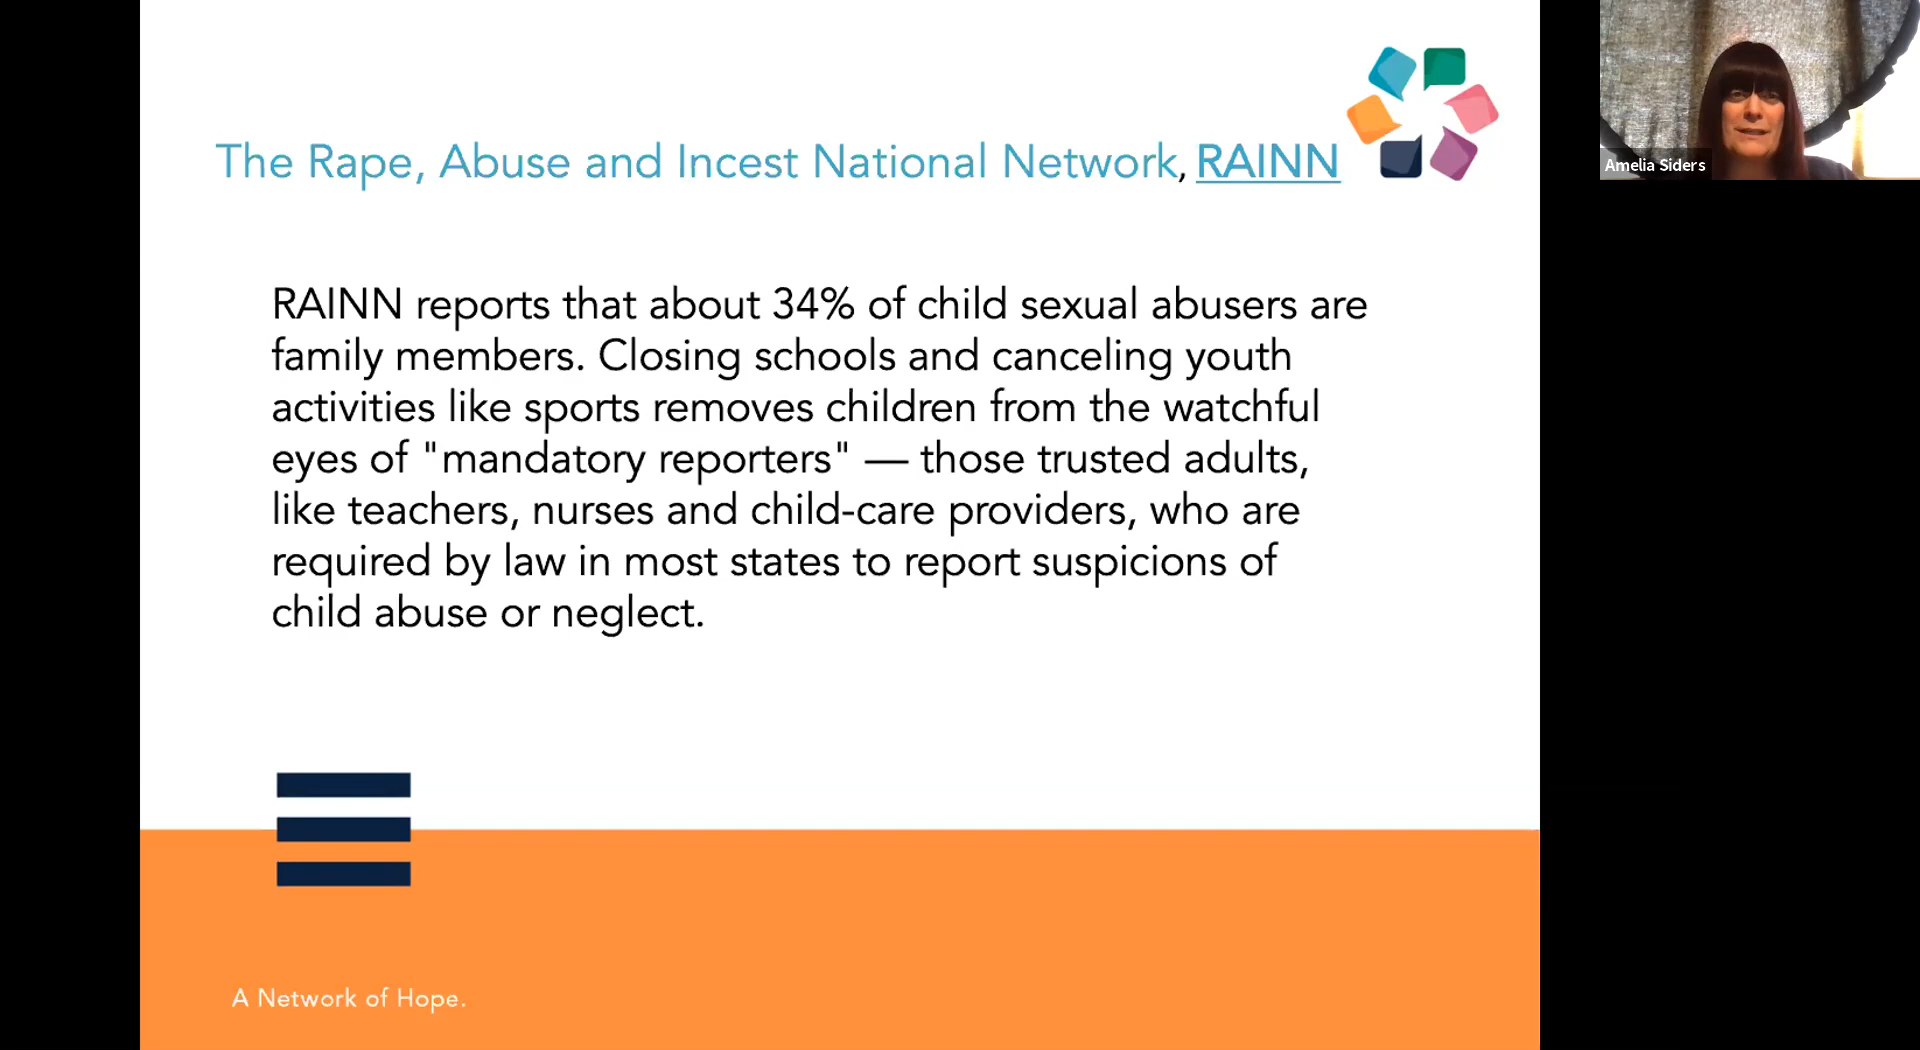 The Rape, Abuse and Incest National Network, RAINN
RAINN reports that about 34% of child sexual abusers are
family members. Closing schools and canceling youth
activities like sports removes children from the watchful
eyes of "mandatory reporters" — those trusted adults,
like teachers, nurses and child-care providers, who are
required by law in most states to report suspicions of
child abuse or neglect.
A Network of Hope.
Amelia Siders